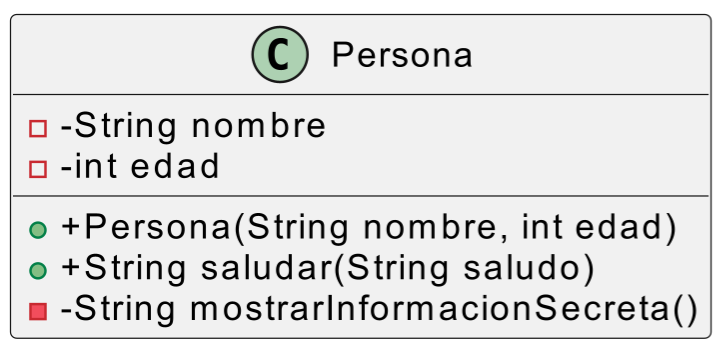 C Persona
-String nombre
-int edad
+Persona(String nombre, int edad)
+String saludar(String saludo)
-String mostrarInformacionSecreta()